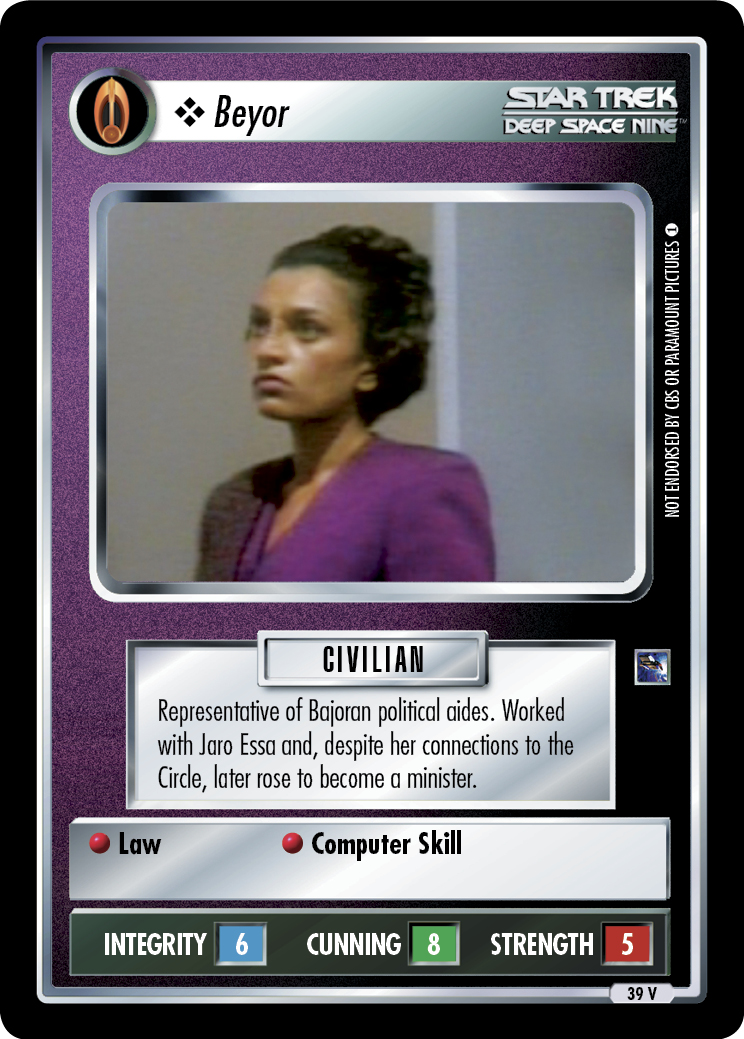 ❖ Beyor
STAR TREK
DEEP SPACE NINE™
NOT ENDORSED BY CBS OR PARAMOUNT PICTURES 1
CIVILIAN
Representative of Bajoran political aides. Worked
with Jaro Essa and, despite her connections to the
Circle, later rose to become a minister.
Law Computer Skill
INTEGRITY 6 CUNNING 8 STRENGTH 5
39 V